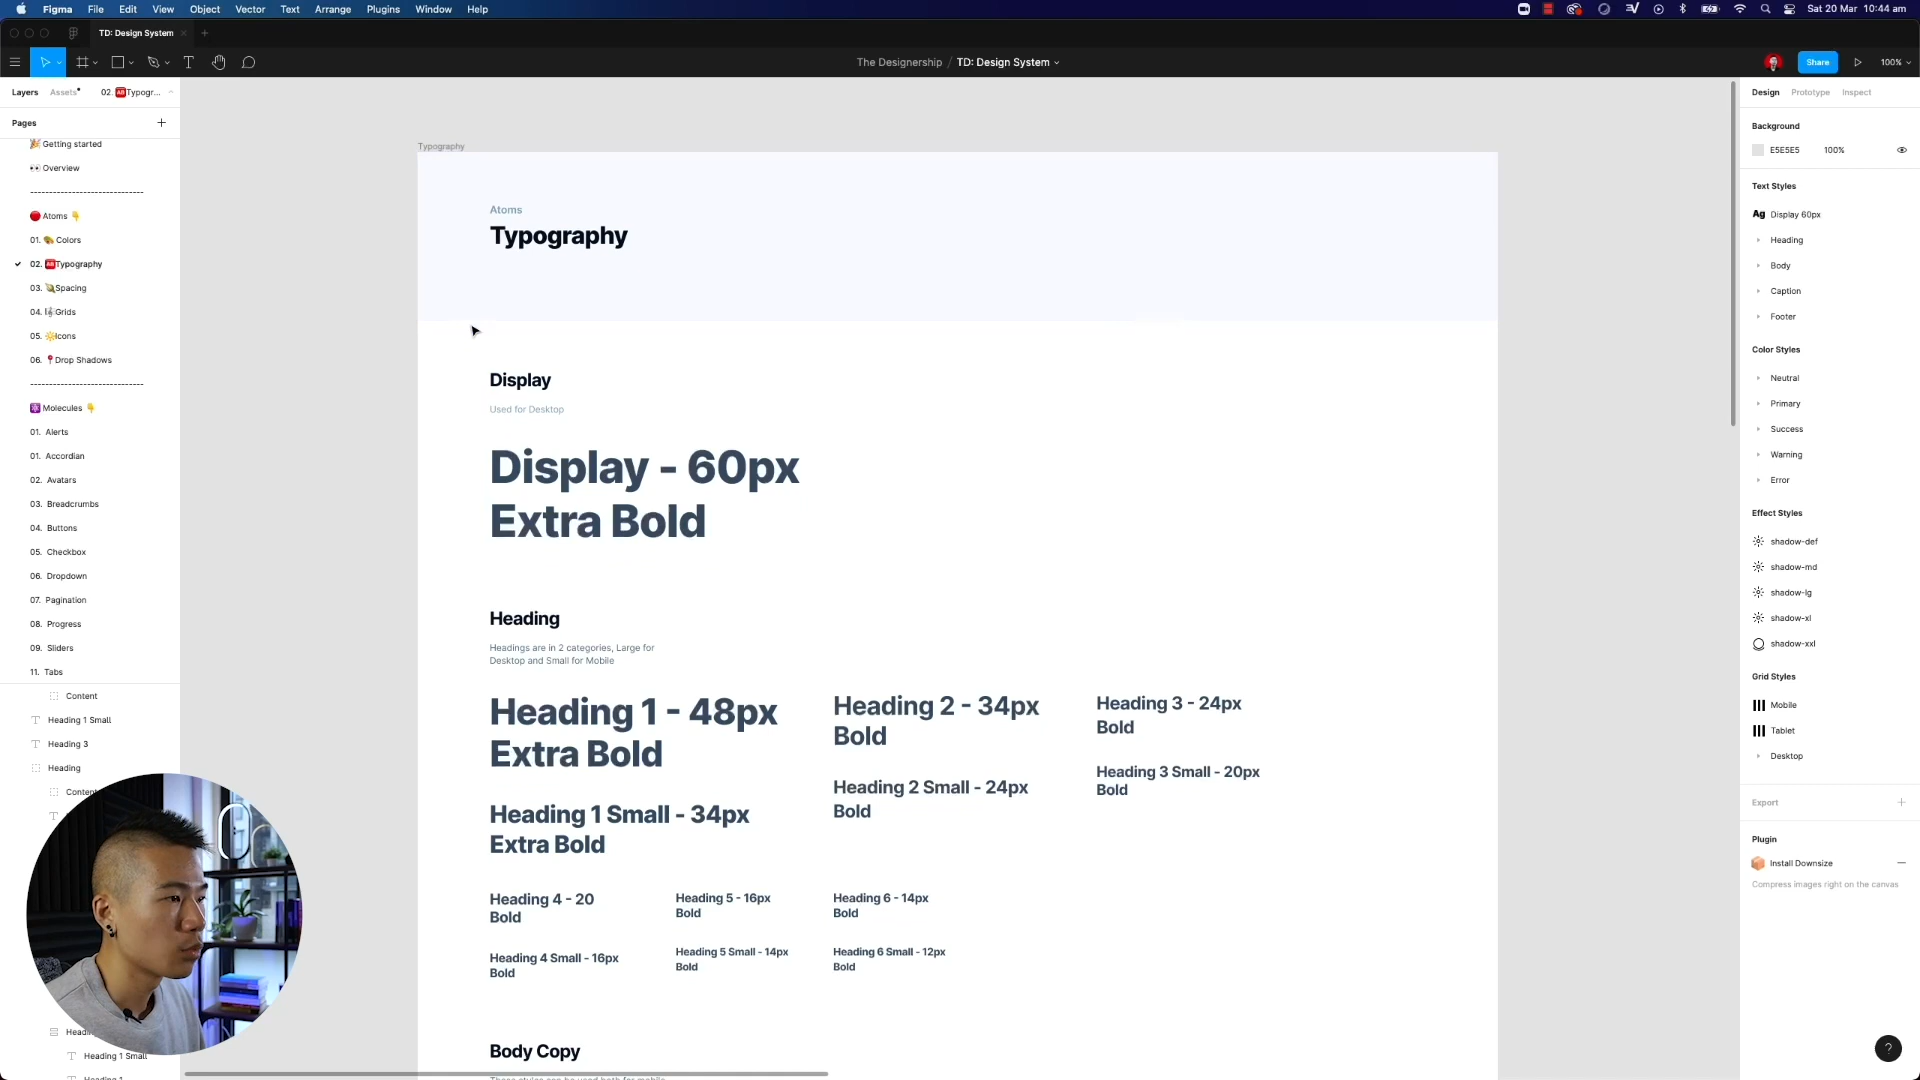 Figma File Edit View Object Vector Text Arrange Plugins Window Help
Sat 20 Mar 10:44 am
TD: Design System
The Designership / TD: Design System
Share
100%
Layers Assets 02. Typogr...
Pages
Getting started
Overview
------------------------------
Atoms
01. Colors
02. Typography
03. Spacing
04. Grids
05. Icons
06. Drop Shadows
------------------------------
Molecules
01. Alerts
01. Accordian
02. Avatars
03. Breadcrumbs
04. Buttons
05. Checkbox
06. Dropdown
07. Pagination
08. Progress
09. Sliders
11. Tabs
Content
Heading 1 Small
Heading 3
Heading
Heading 1 Small
Heading 1
Typography
Atoms
Typography
Display
Used for Desktop
Display - 60px
Extra Bold
Heading
Headings are in 2 categories, Large for
Desktop and Small for Mobile
Heading 1 - 48px
Extra Bold
Heading 1 Small - 34px
Extra Bold
Heading 2 - 34px
Bold
Heading 2 Small - 24px
Bold
Heading 3 - 24px
Bold
Heading 3 Small - 20px
Bold
Heading 4 - 20
Bold
Heading 4 Small - 16px
Bold
Heading 5 - 16px
Bold
Heading 5 Small - 14px
Bold
Heading 6 - 14px
Bold
Heading 6 Small - 12px
Bold
Body Copy
Design Prototype Inspect
Background
E5E5E5 100%
Text Styles
Ag Display 60px
Heading
Body
Caption
Footer
Color Styles
Neutral
Primary
Success
Warning
Error
Effect Styles
shadow-def
shadow-md
shadow-lg
shadow-xl
shadow-xxl
Grid Styles
Mobile
Tablet
Desktop
Export
Plugin
Install Downsize
Compress images right on the canvas
?